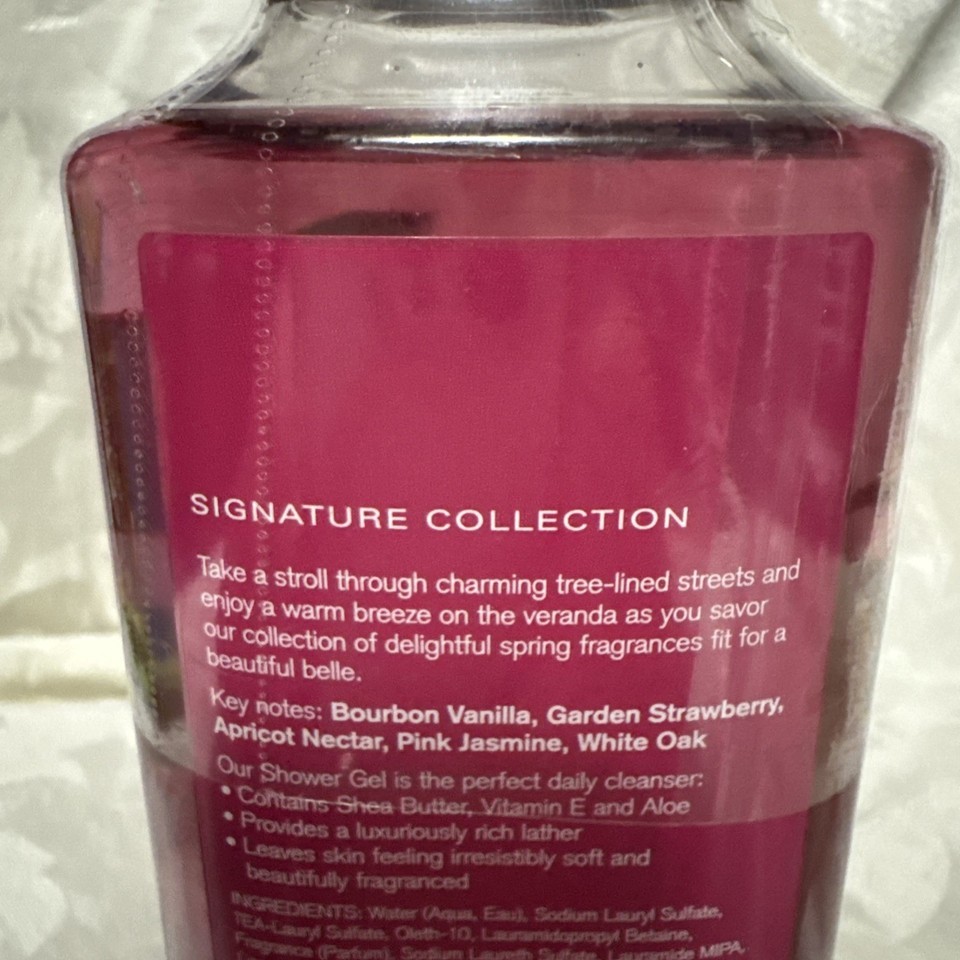 SIGNATURE COLLECTION
Take a stroll through charming tree-lined streets and
enjoy a warm breeze on the veranda as you savor
our collection of delightful spring fragrances fit for a
beautiful belle.
Key notes: Bourbon Vanilla, Garden Strawberry,
Apricot Nectar, Pink Jasmine, White Oak
Our Shower Gel is the perfect daily cleanser:
• Contains Shea Butter, Vitamin E and Aloe
• Provides a luxuriously rich lather
• Leaves skin feeling irresistibly soft and
beautifully fragranced
INGREDIENTS: Water (Aqua, Eau), Sodium Lauryl Sulfate,
TEA-Lauryl Sulfate, Oleth-10, Lauramidopropyl Betaine,
Fragrance (Parfum), Sodium Laureth Sulfate, Lauramide MIPA,